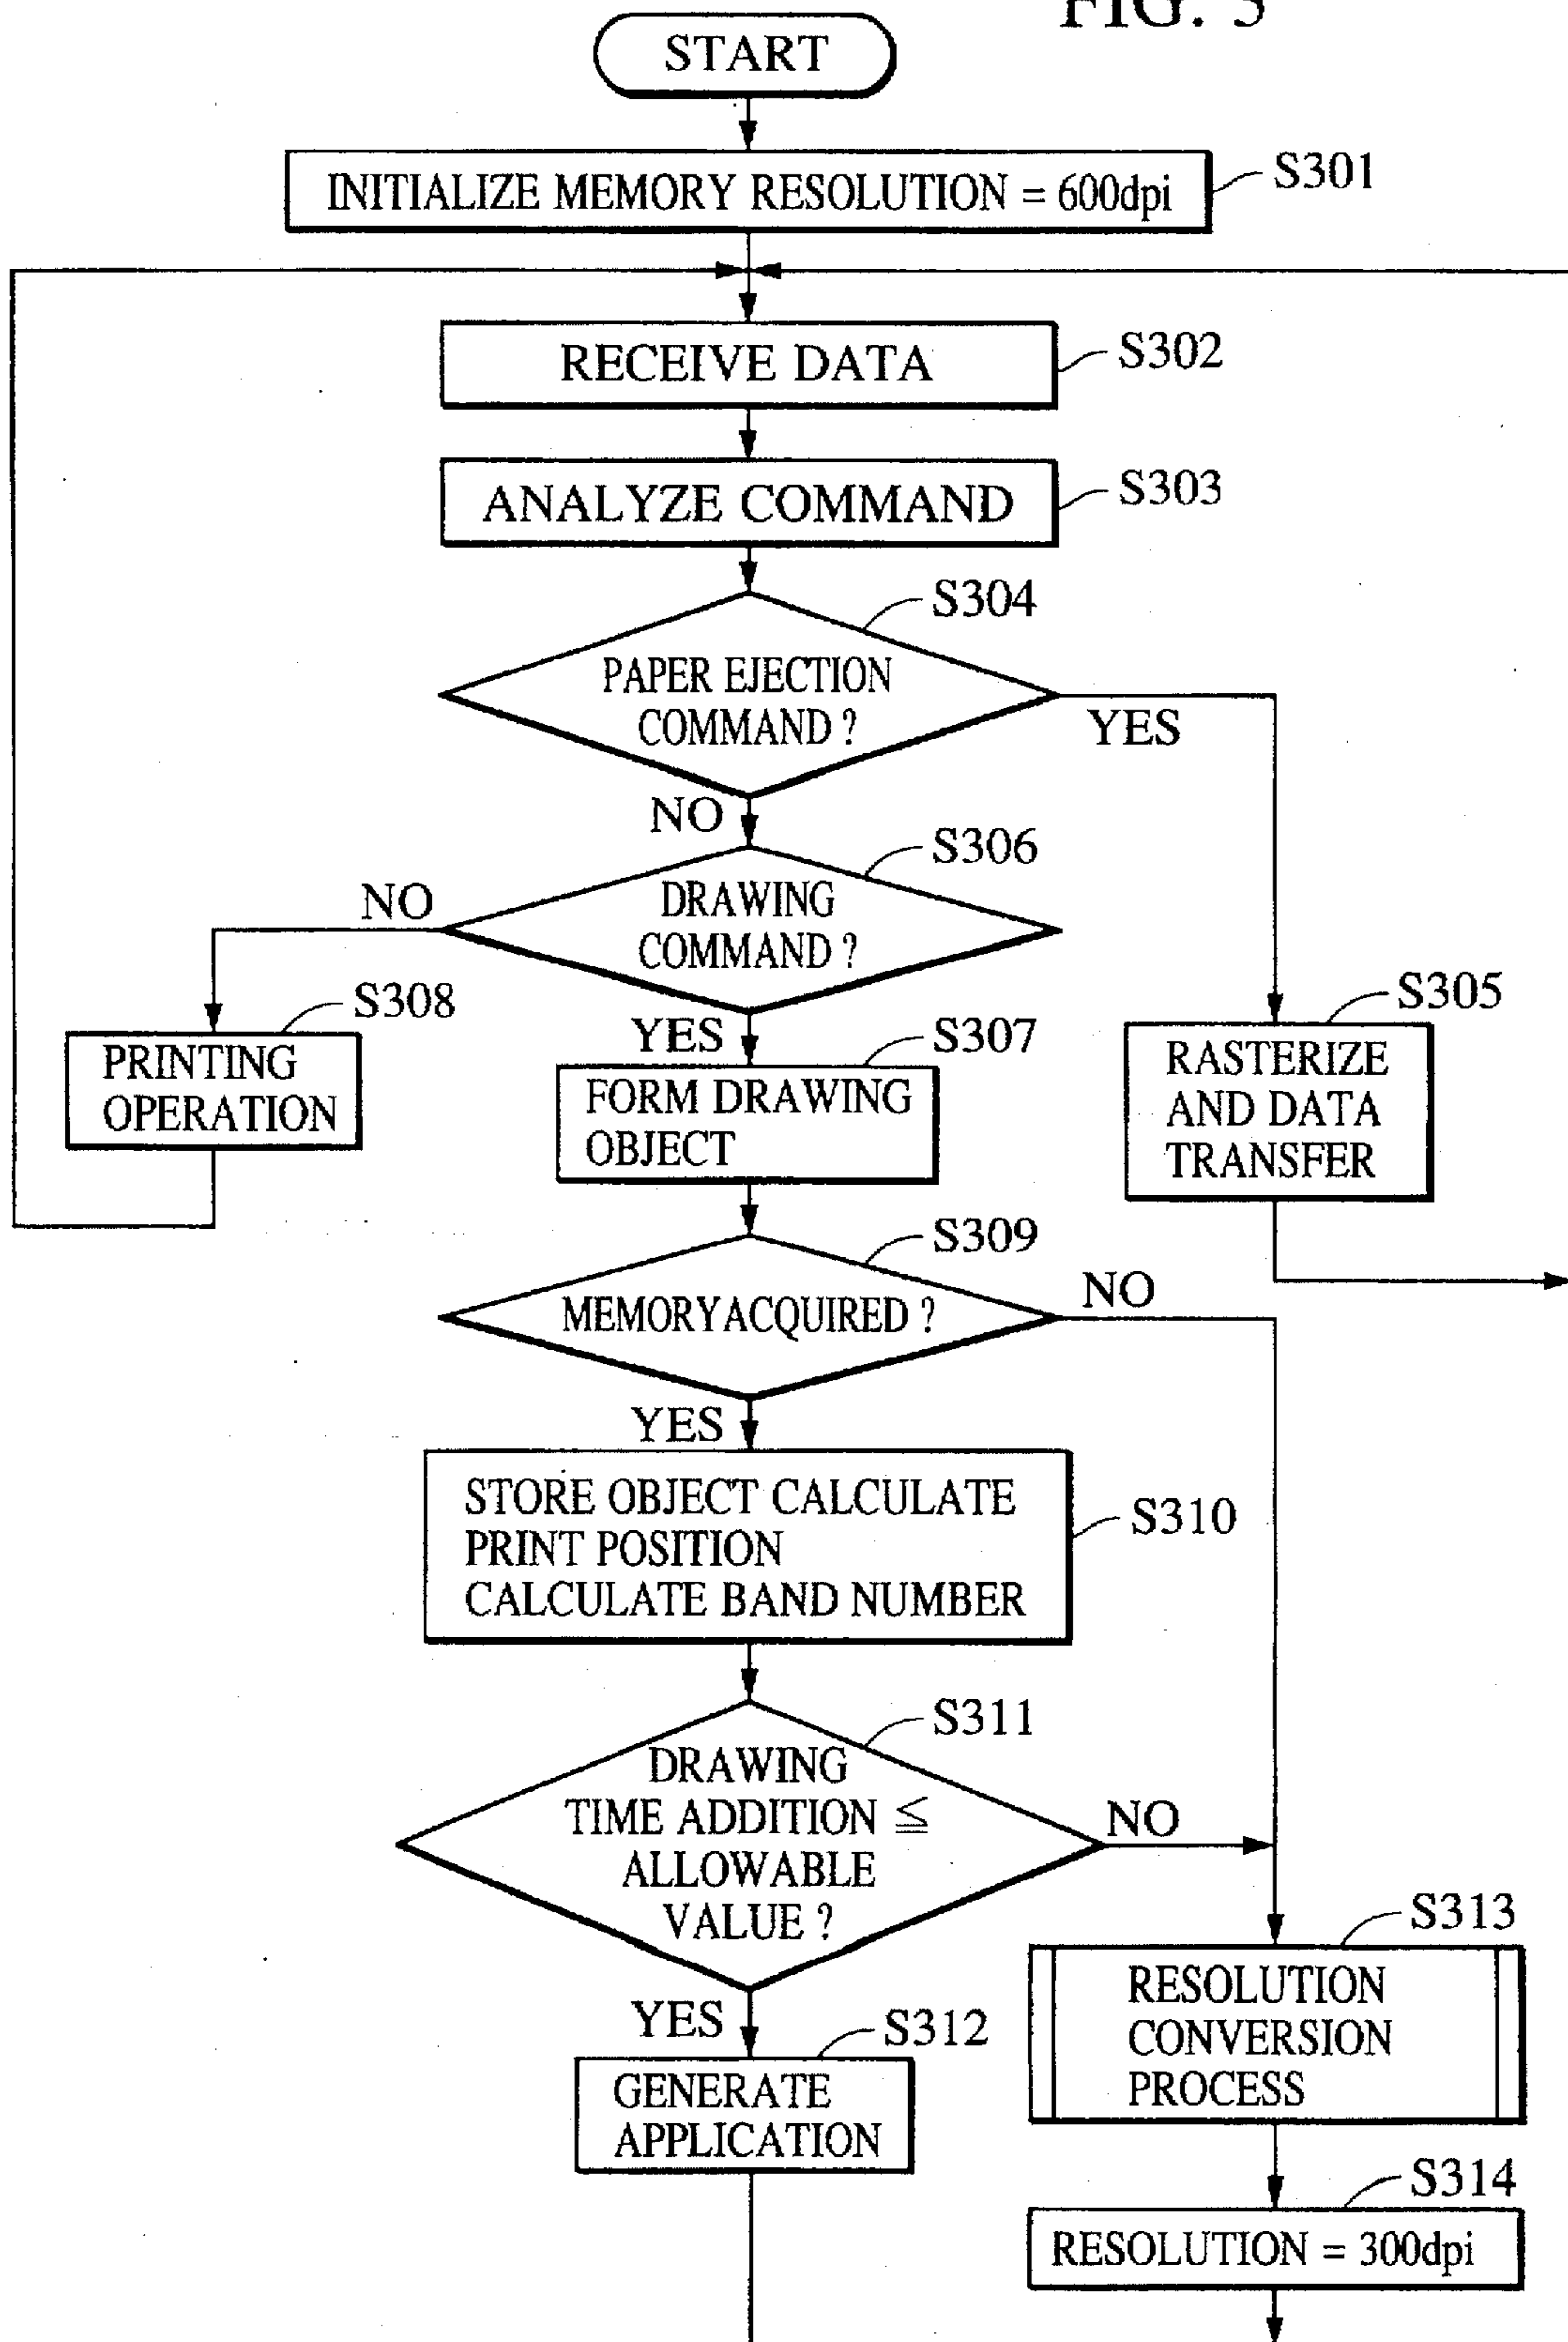 START
INITIALIZE MEMORY RESOLUTION = 600dpi
S301
RECEIVE DATA
S302
ANALYZE COMMAND
S303
S304
PAPER EJECTION
COMMAND ?
YES
NO
S306
DRAWING
COMMAND ?
NO
S308
PRINTING
OPERATION
YES
S307
FORM DRAWING
OBJECT
S305
RASTERIZE
AND DATA
TRANSFER
S309
MEMORY ACQUIRED ?
NO
YES
STORE OBJECT CALCULATE
PRINT POSITION
CALCULATE BAND NUMBER
S310
S311
DRAWING
TIME ADDITION ≦
ALLOWABLE
VALUE ?
NO
YES
S312
GENERATE
APPLICATION
S313
RESOLUTION
CONVERSION
PROCESS
S314
RESOLUTION = 300dpi